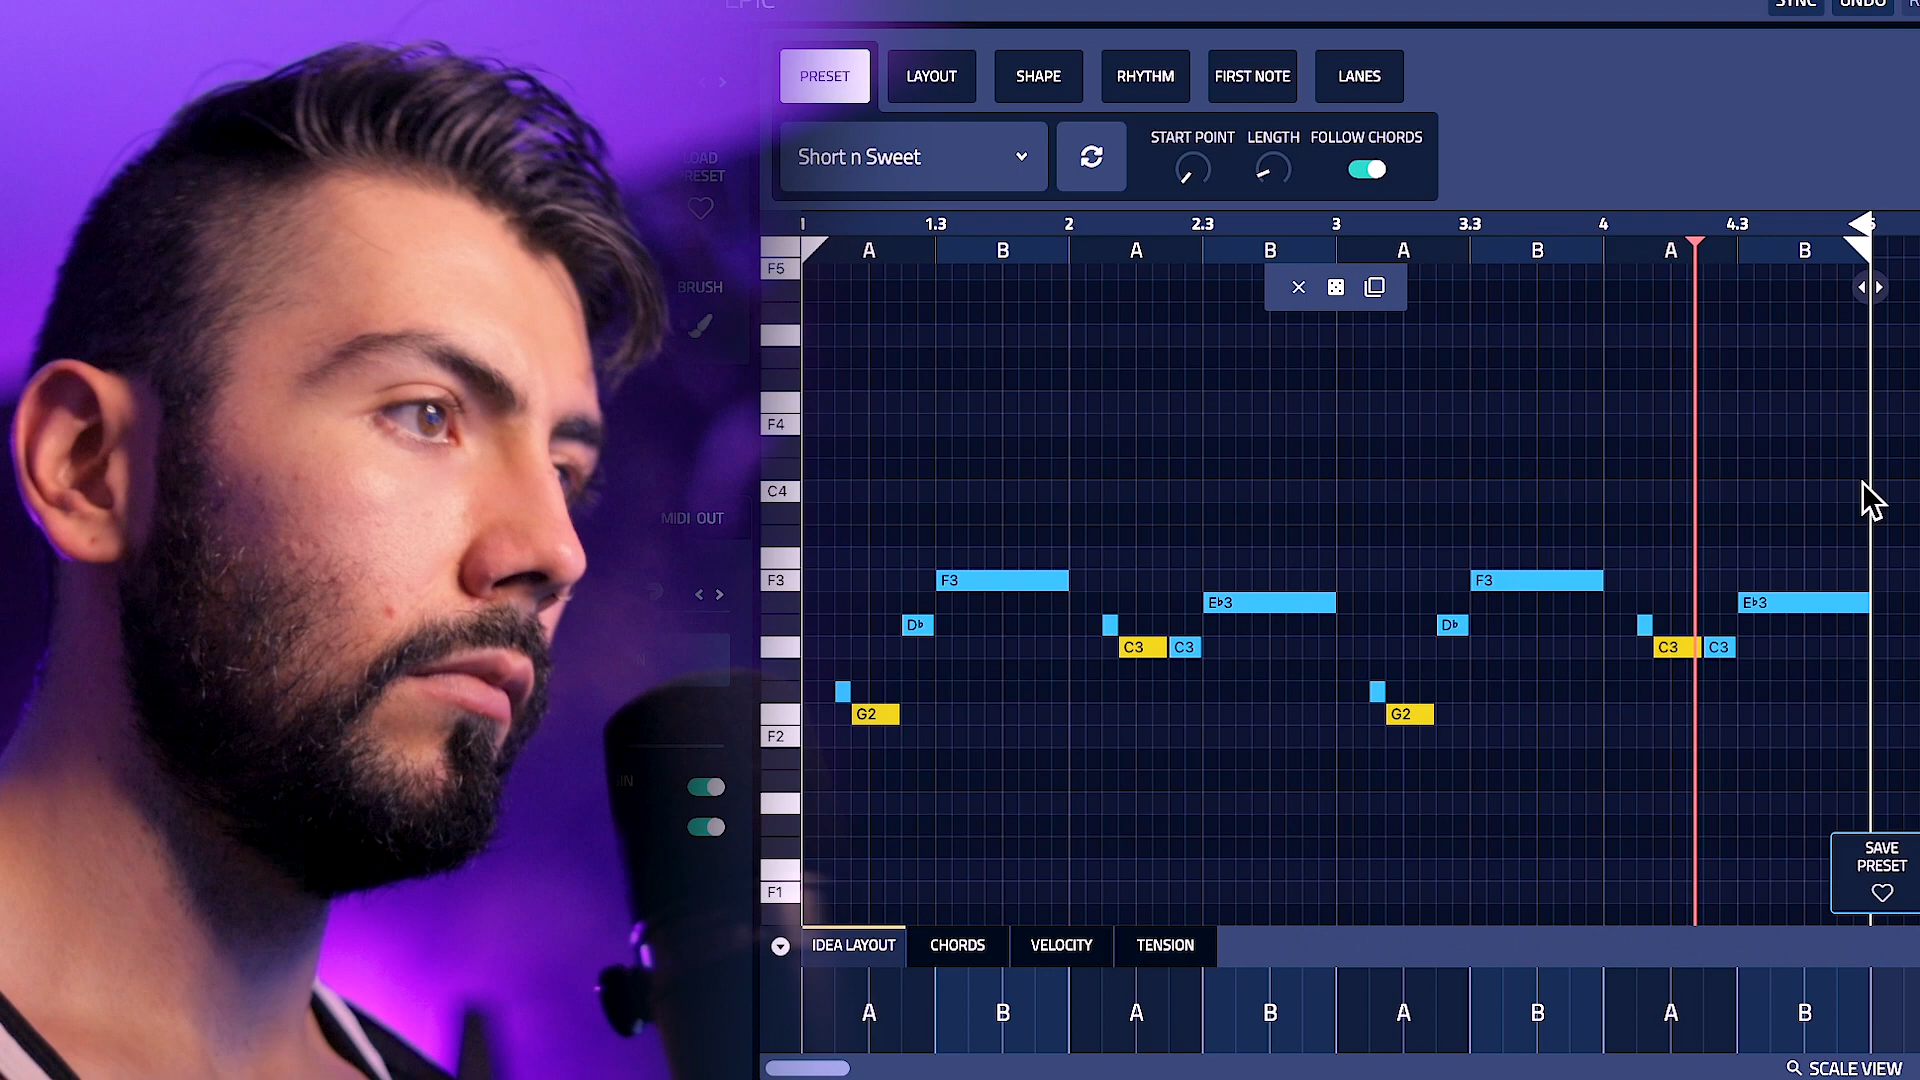 EPIC
SYNC UNDO
PRESET LAYOUT SHAPE RHYTHM FIRST NOTE LANES
LOAD
PRESET
Short n Sweet
START POINT LENGTH FOLLOW CHORDS
1.3 2 2.3 3 3.3 4 4.3
A B A B A B A B
F5
BRUSH
F4
C4
MIDI OUT
F3
F3 F3
E♭3 E♭3
D♭ D♭
C3 C3 C3 C3
G2 G2
F2
SAVE
PRESET
F1
IDEA LAYOUT CHORDS VELOCITY TENSION
A B A B A B A B
SCALE VIEW